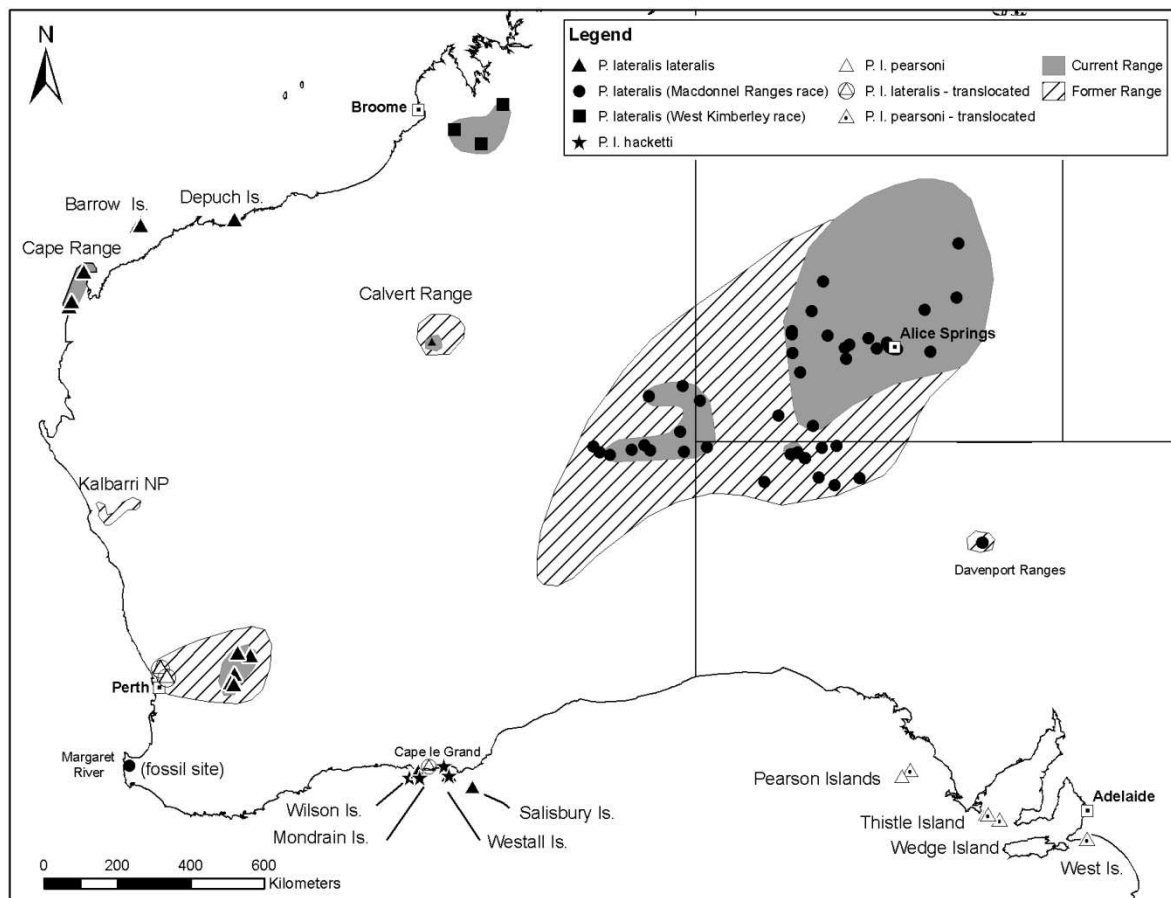 N
Legend
P. lateralis lateralis
P. lateralis (Macdonnel Ranges race)
P. lateralis (West Kimberley race)
P. l. hacketti
P. l. pearsoni
P. l. lateralis - translocated
P. l. pearsoni - translocated
Current Range
Former Range
Broome
Barrow Is.
Depuch Is.
Cape Range
Calvert Range
Alice Springs
Kalbarri NP
Davenport Ranges
Perth
Margaret
River
(fossil site)
Cape le Grand
Wilson Is.
Mondrain Is.
Salisbury Is.
Westall Is.
Pearson Islands
Thistle Island
Wedge Island
Adelaide
West Is.
0 200 400 600
Kilometers